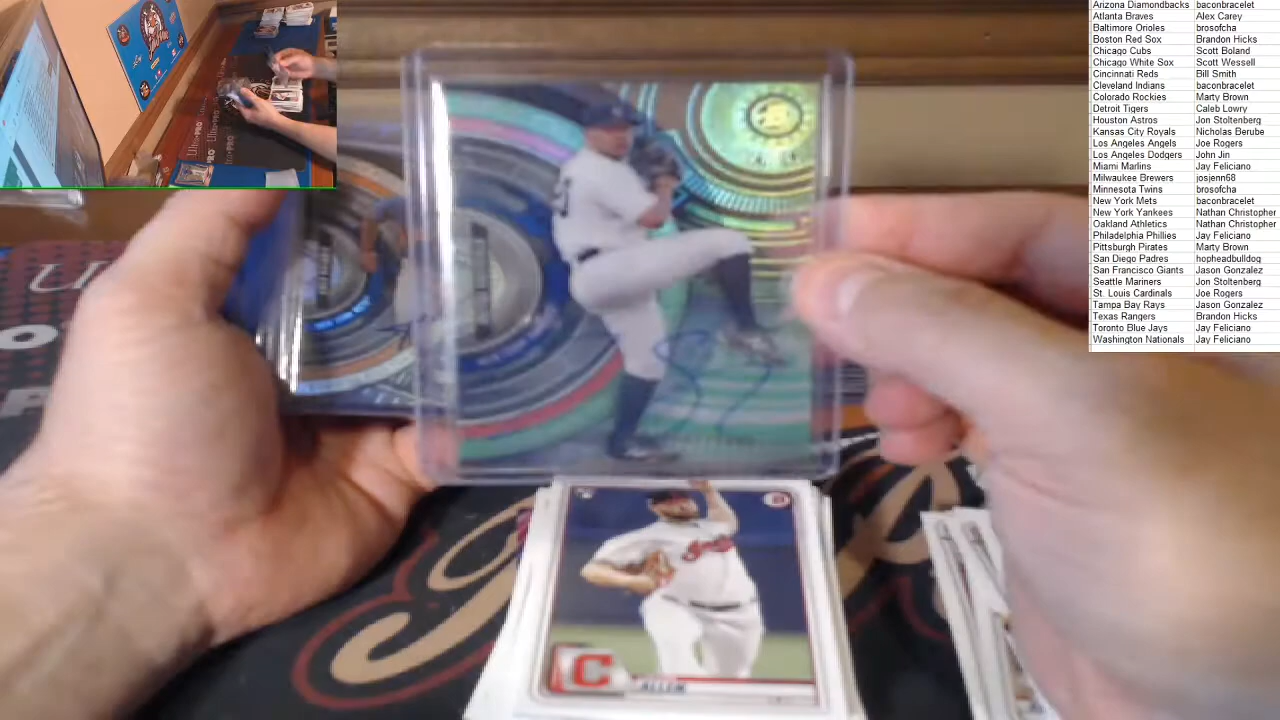 Arizona Diamondbacks baconbracelet
Atlanta Braves Alex Carey
Baltimore Orioles brosofcha
Boston Red Sox Brandon Hicks
Chicago Cubs Scott Boland
Chicago White Sox Scott Wessell
Cincinnati Reds Bill Smith
Cleveland Indians baconbracelet
Colorado Rockies Marty Brown
Detroit Tigers Caleb Lowry
Houston Astros Jon Stoltenberg
Kansas City Royals Nicholas Berube
Los Angeles Angels Joe Rogers
Los Angeles Dodgers John Jin
Miami Marlins Jay Feliciano
Milwaukee Brewers josjenn68
Minnesota Twins brosofcha
New York Mets baconbracelet
New York Yankees Nathan Christopher
Oakland Athletics Nathan Christopher
Philadelphia Phillies Jay Feliciano
Pittsburgh Pirates Marty Brown
San Diego Padres hopheadbulldog
San Francisco Giants Jason Gonzalez
Seattle Mariners Jon Stoltenberg
St. Louis Cardinals Joe Rogers
Tampa Bay Rays Jason Gonzalez
Texas Rangers Brandon Hicks
Toronto Blue Jays Jay Feliciano
Washington Nationals Jay Feliciano
Indians
C
ALLEN